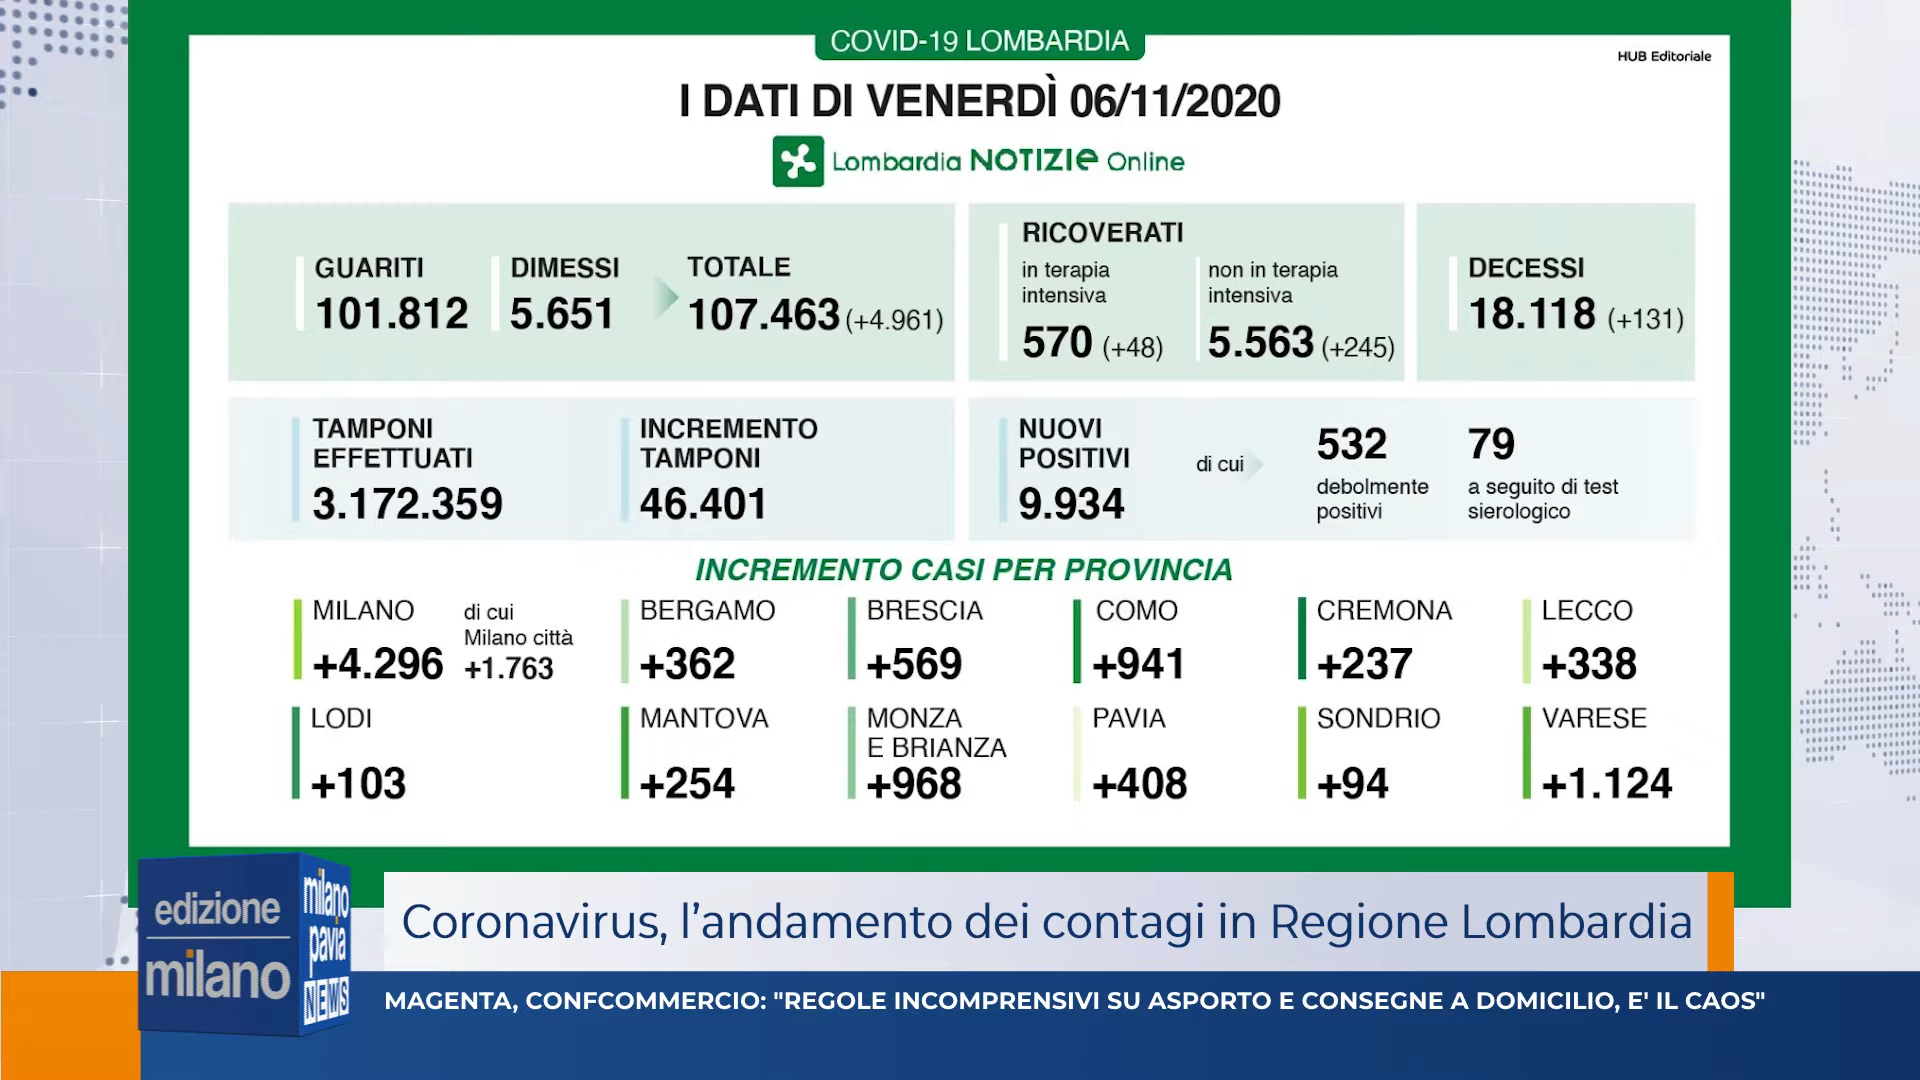 COVID-19 LOMBARDIA
HUB Editoriale
I DATI DI VENERDÌ 06/11/2020
Lombardia NOTIZIE Online
GUARITI
101.812
DIMESSI
5.651
TOTALE
107.463 (+4.961)
RICOVERATI
in terapia
intensiva
570 (+48)
non in terapia
intensiva
5.563 (+245)
DECESSI
18.118 (+131)
TAMPONI
EFFETTUATI
3.172.359
INCREMENTO
TAMPONI
46.401
NUOVI
POSITIVI
9.934
di cui
532
debolmente
positivi
79
a seguito di test
sierologico
INCREMENTO CASI PER PROVINCIA
MILANO
+4.296
di cui
Milano città
+1.763
BERGAMO
+362
BRESCIA
+569
COMO
+941
CREMONA
+237
LECCO
+338
LODI
+103
MANTOVA
+254
MONZA
E BRIANZA
+968
PAVIA
+408
SONDRIO
+94
VARESE
+1.124
edizione
milano
milano
pavia
NEWS
Coronavirus, l’andamento dei contagi in Regione Lombardia
MAGENTA, CONFCOMMERCIO: "REGOLE INCOMPRENSIVI SU ASPORTO E CONSEGNE A DOMICILIO, E' IL CAOS"